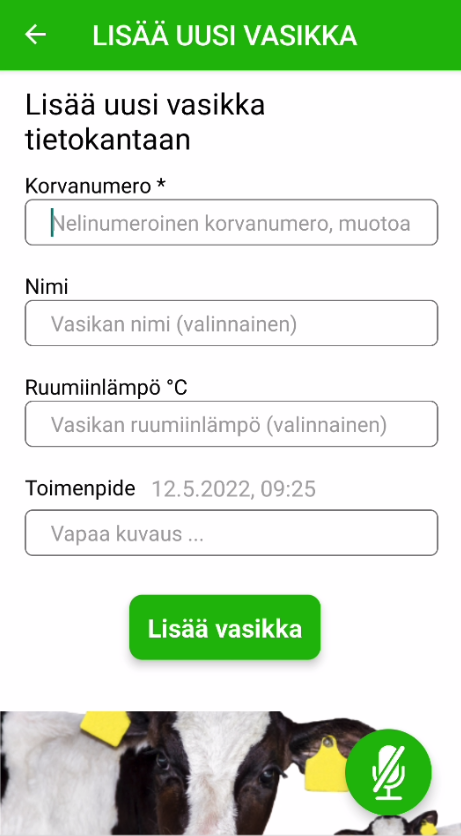 LISÄÄ UUSI VASIKKA
Lisää uusi vasikka
tietokantaan
Korvanumero *
Nelinumeroinen korvanumero, muotoa
Nimi
Vasikan nimi (valinnainen)
Ruumiinlämpö °C
Vasikan ruumiinlämpö (valinnainen)
Toimenpide 12.5.2022, 09:25
Vapaa kuvaus ...
Lisää vasikka